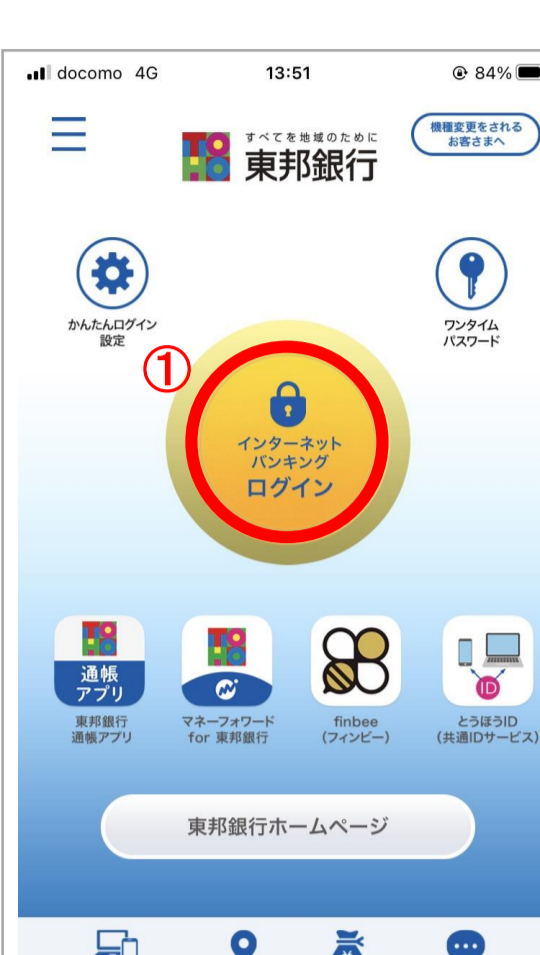 docomo 4G 13:51 84%
TOHO
すべてを地域のために
東邦銀行
機種変更をされる
お客さまへ
かんたんログイン
設定
ワンタイム
パスワード
①
インターネット
バンキング
ログイン
TOHO
通帳
アプリ
TOHO
ID
東邦銀行
通帳アプリ
マネーフォワード
for 東邦銀行
finbee
(フィンビー)
とうほうID
(共通IDサービス)
東邦銀行ホームページ